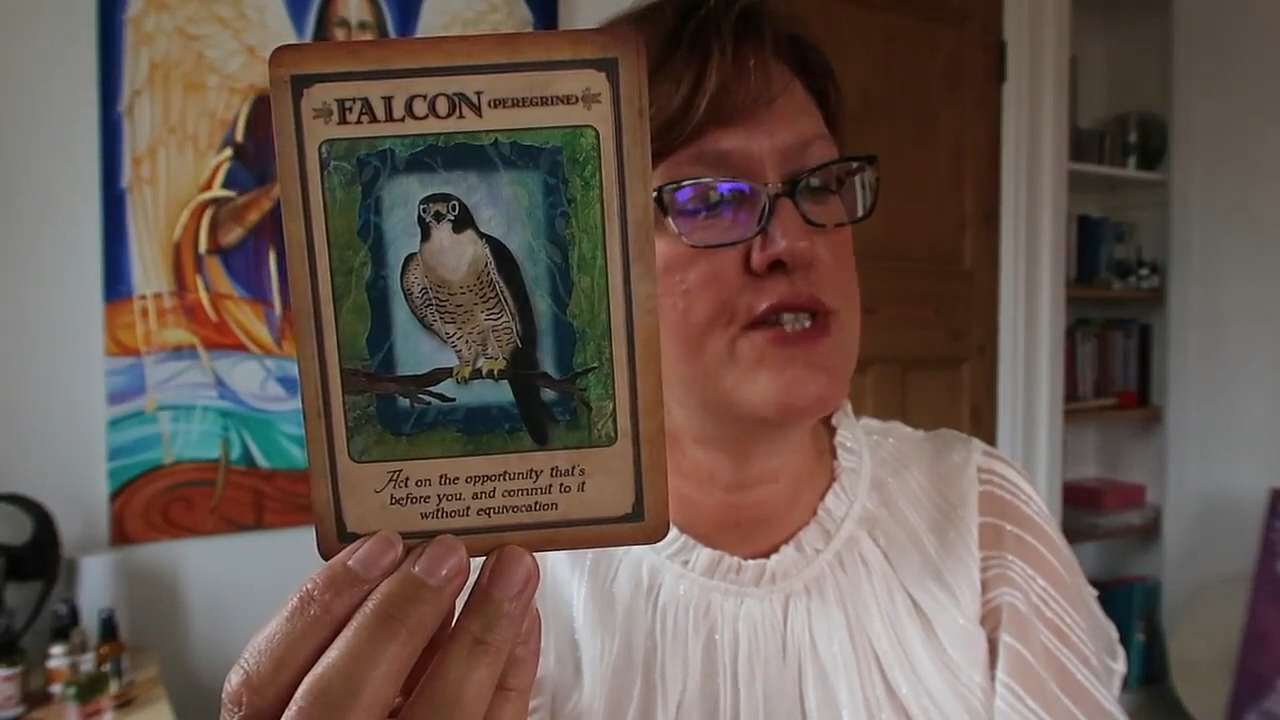 FALCON (PEREGRINE)
Act on the opportunity that's
before you, and commit to it
without equivocation